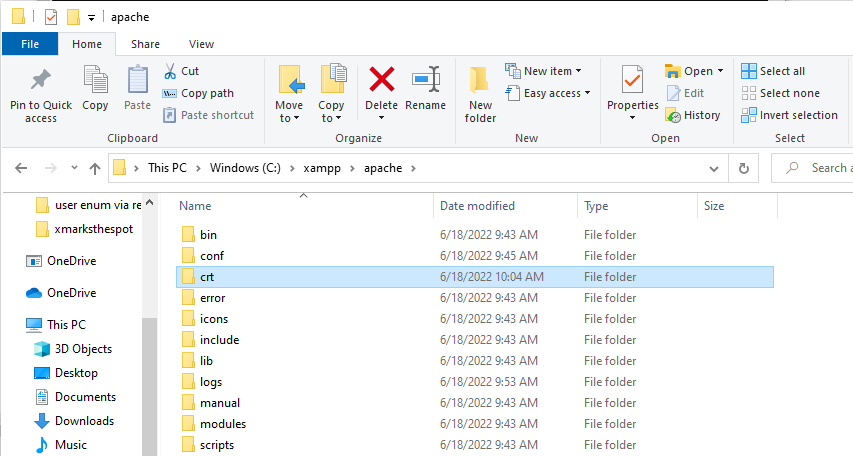 apache
File Home Share View
Pin to Quick access
Copy
Paste
Cut
Copy path
Paste shortcut
Clipboard
Move to
Copy to
Delete
Rename
Organize
New folder
New item
Easy access
New
Properties
Open
Edit
History
Open
Select all
Select none
Invert selection
Select
This PC > Windows (C:) > xampp > apache >
Search a
user enum via re
xmarksthespot
OneDrive
OneDrive
This PC
3D Objects
Desktop
Documents
Downloads
Music
Name Date modified Type Size
bin 6/18/2022 9:43 AM File folder
conf 6/18/2022 9:45 AM File folder
crt 6/18/2022 10:04 AM File folder
error 6/18/2022 9:43 AM File folder
icons 6/18/2022 9:43 AM File folder
include 6/18/2022 9:43 AM File folder
lib 6/18/2022 9:43 AM File folder
logs 6/18/2022 9:53 AM File folder
manual 6/18/2022 9:43 AM File folder
modules 6/18/2022 9:43 AM File folder
scripts 6/18/2022 9:43 AM File folder